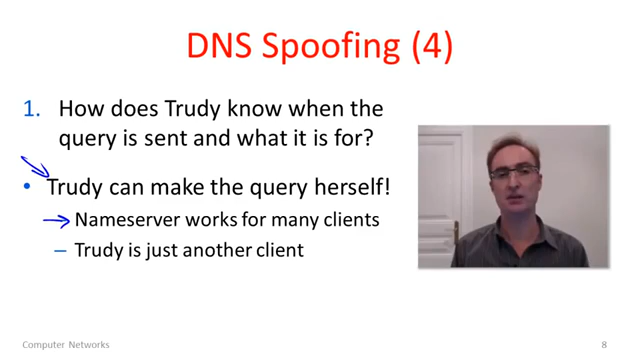 DNS Spoofing (4)
1. How does Trudy know when the
query is sent and what it is for?
• Trudy can make the query herself!
Nameserver works for many clients
– Trudy is just another client
Computer Networks
8